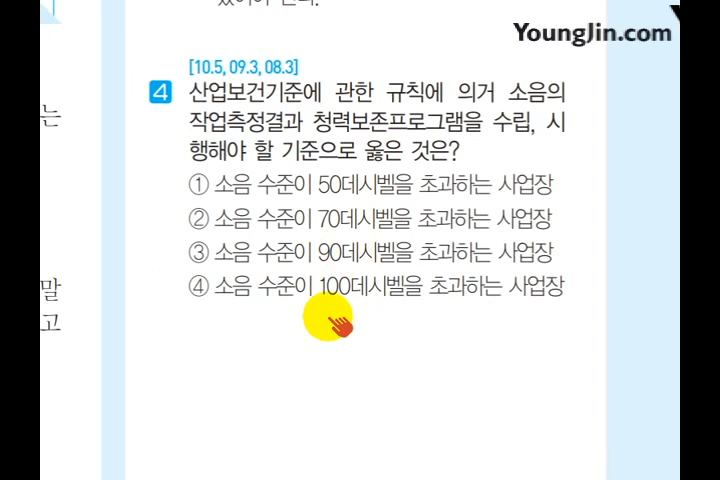 YoungJin.com
[10.5, 09.3, 08.3]
4 산업보건기준에 관한 규칙에 의거 소음의
작업측정결과 청력보존프로그램을 수립, 시
행해야 할 기준으로 옳은 것은?
① 소음 수준이 50데시벨을 초과하는 사업장
② 소음 수준이 70데시벨을 초과하는 사업장
③ 소음 수준이 90데시벨을 초과하는 사업장
④ 소음 수준이 100데시벨을 초과하는 사업장
는
말
고